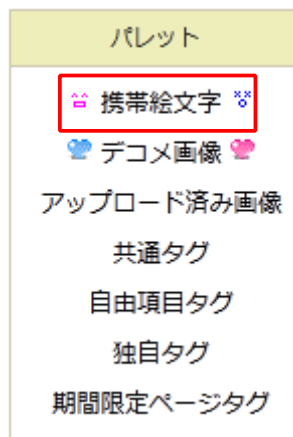 パレット
携帯絵文字
デコメ画像
アップロード済み画像
共通タグ
自由項目タグ
独自タグ
期間限定ページタグ